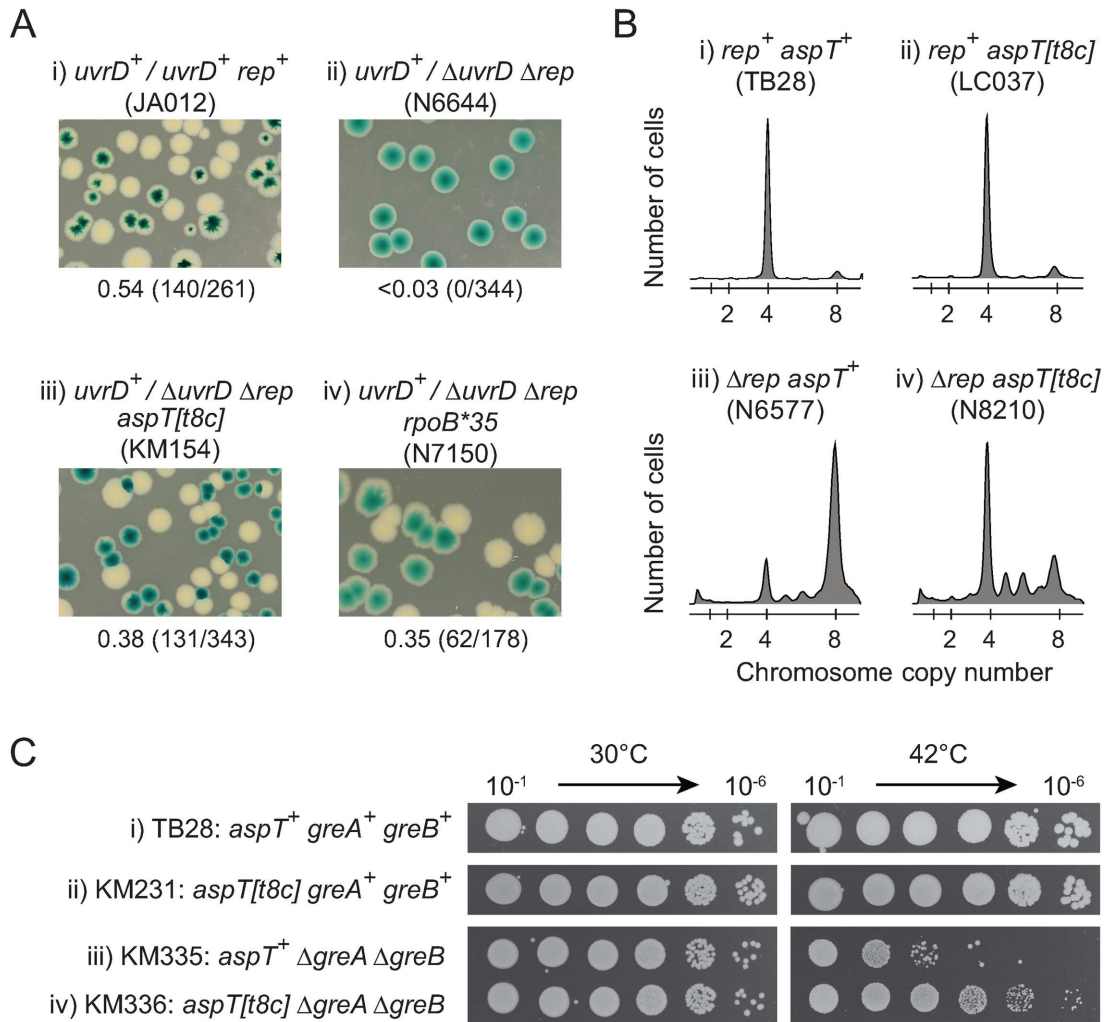 A
i) uvrD+ / uvrD+ rep+
(JA012)
0.54 (140/261)
ii) uvrD+ / ΔuvrD Δrep
(N6644)
<0.03 (0/344)
iii) uvrD+ / ΔuvrD Δrep
aspT[t8c]
(KM154)
0.38 (131/343)
iv) uvrD+ / ΔuvrD Δrep
rpoB*35
(N7150)
0.35 (62/178)
B
i) rep+ aspT+
(TB28)
Number of cells
2 4 8
ii) rep+ aspT[t8c]
(LC037)
2 4 8
iii) Δrep aspT+
(N6577)
Number of cells
2 4 8
iv) Δrep aspT[t8c]
(N8210)
2 4 8
Chromosome copy number
C
30°C 42°C
10-1 10-6 10-1 10-6
i) TB28: aspT+ greA+ greB+
ii) KM231: aspT[t8c] greA+ greB+
iii) KM335: aspT+ ΔgreA ΔgreB
iv) KM336: aspT[t8c] ΔgreA ΔgreB